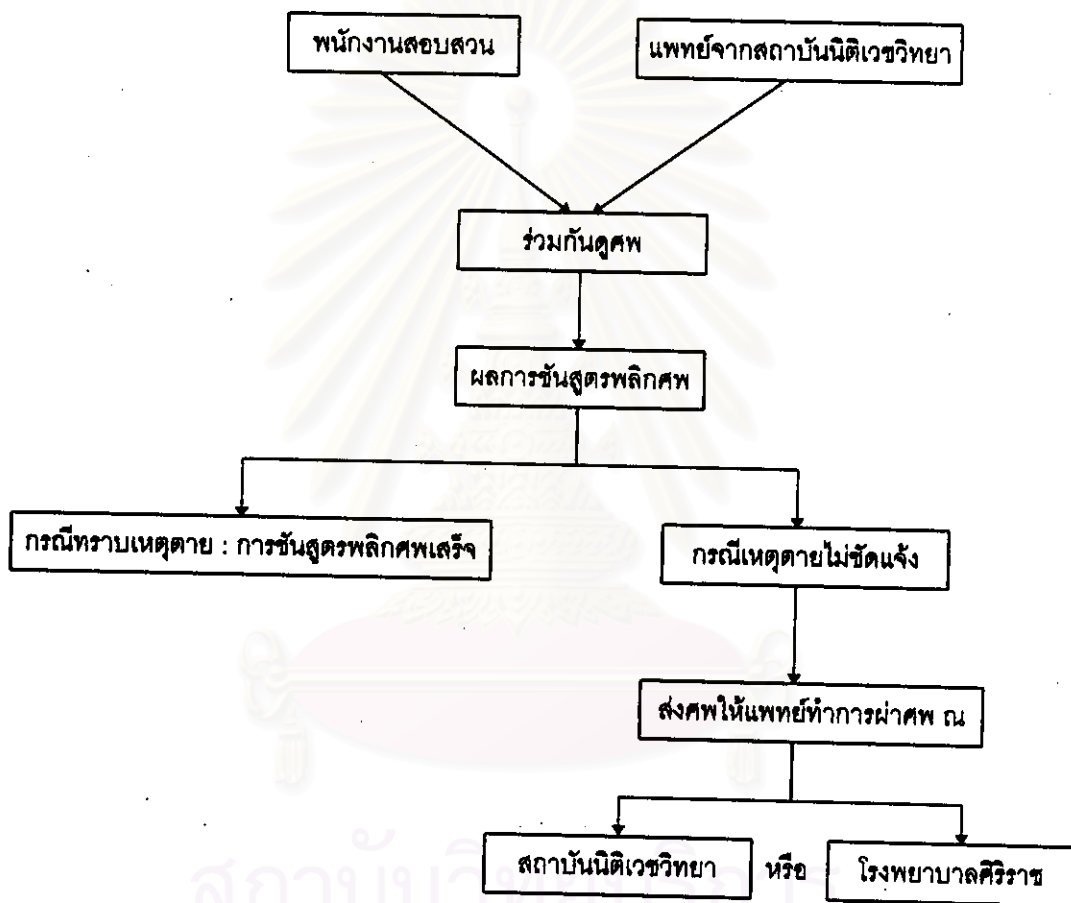 พนักงานสอบสวน
แพทย์จากสถาบันนิติเวชวิทยา
ร่วมกันดูศพ
ผลการชันสูตรพลิกศพ
กรณีทราบเหตุตาย : การชันสูตรพลิกศพเสร็จ
กรณีเหตุตายไม่ชัดแจ้ง
ส่งศพให้แพทย์ทำการผ่าศพ ณ
สถาบันนิติเวชวิทยา หรือ โรงพยาบาลศิริราช